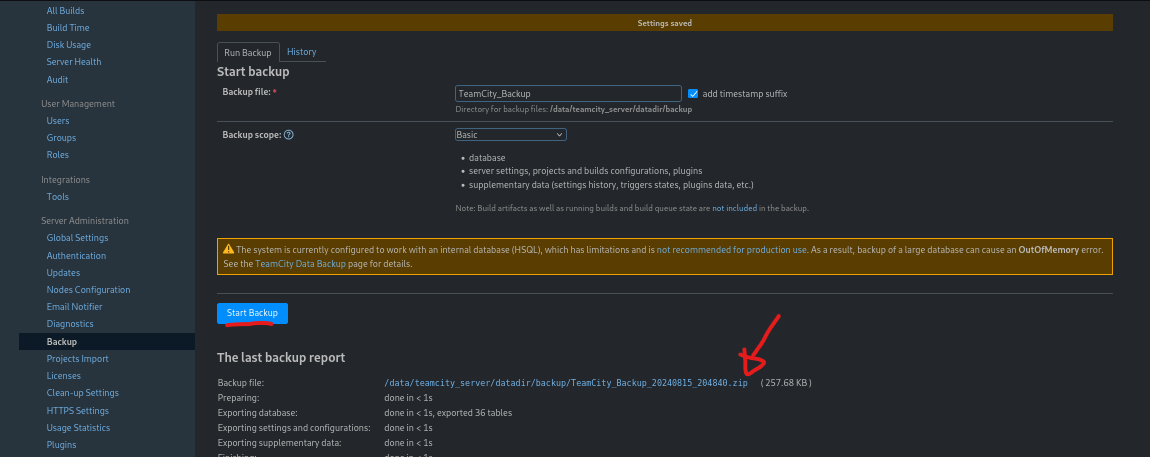 All Builds
Build Time
Disk Usage
Server Health
Audit
User Management
Users
Groups
Roles
Integrations
Tools
Server Administration
Global Settings
Authentication
Updates
Nodes Configuration
Email Notifier
Diagnostics
Backup
Projects Import
Licenses
Clean-up Settings
HTTPS Settings
Usage Statistics
Plugins
Settings saved
Run Backup History
Start backup
Backup file: * TeamCity_Backup add timestamp suffix
Directory for backup files: /data/teamcity_server/datadir/backup
Backup scope: Basic
• database
• server settings, projects and builds configurations, plugins
• supplementary data (settings history, triggers states, plugins data, etc.)
Note: Build artifacts as well as running builds and build queue state are not included in the backup.
The system is currently configured to work with an internal database (HSQL), which has limitations and is not recommended for production use. As a result, backup of a large database can cause an OutOfMemory error.
See the TeamCity Data Backup page for details.
Start Backup
The last backup report
Backup file: /data/teamcity_server/datadir/backup/TeamCity_Backup_20240815_204840.zip (257.68 KB)
Preparing: done in < 1s
Exporting database: done in < 1s, exported 36 tables
Exporting settings and configurations: done in < 1s
Exporting supplementary data: done in < 1s